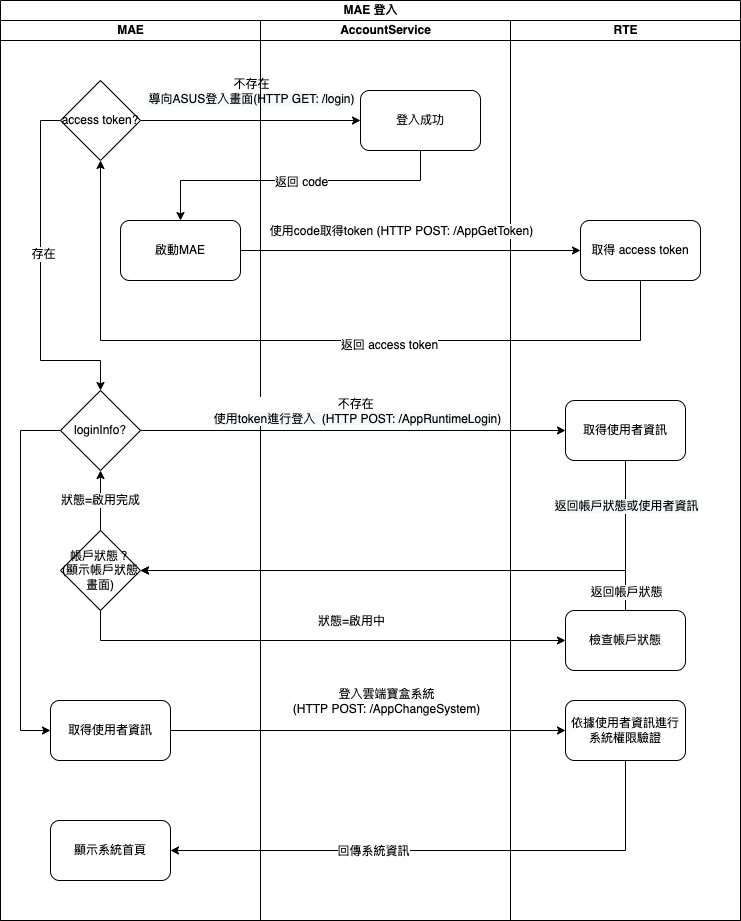 MAE 登入
MAE
AccountService
RTE
不存在
導向ASUS登入畫面(HTTP GET: /login)
access token?
登入成功
返回 code
啟動MAE
使用code取得token (HTTP POST: /AppGetToken)
取得 access token
存在
返回 access token
不存在
使用token進行登入 (HTTP POST: /AppRuntimeLogin)
loginInfo?
取得使用者資訊
狀態=啟用完成
返回帳戶狀態或使用者資訊
帳戶狀態？
(顯示帳戶狀態
畫面)
返回帳戶狀態
狀態=啟用中
檢查帳戶狀態
登入雲端寶盒系統
(HTTP POST: /AppChangeSystem)
取得使用者資訊
依據使用者資訊進行
系統權限驗證
顯示系統首頁
回傳系統資訊